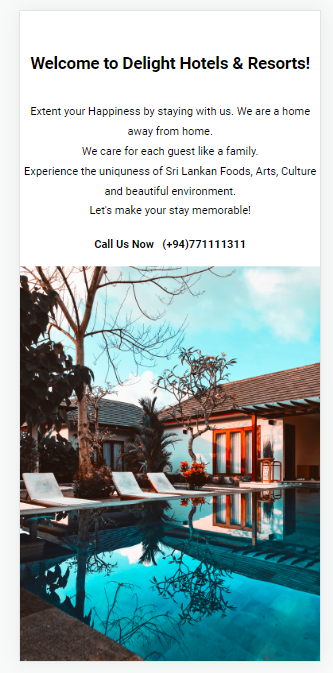 Welcome to Delight Hotels & Resorts!
Extent your Happiness by staying with us. We are a home
away from home.
We care for each guest like a family.
Experience the uniquness of Sri Lankan Foods, Arts, Culture
and beautiful environment.
Let's make your stay memorable!
Call Us Now (+94)771111311